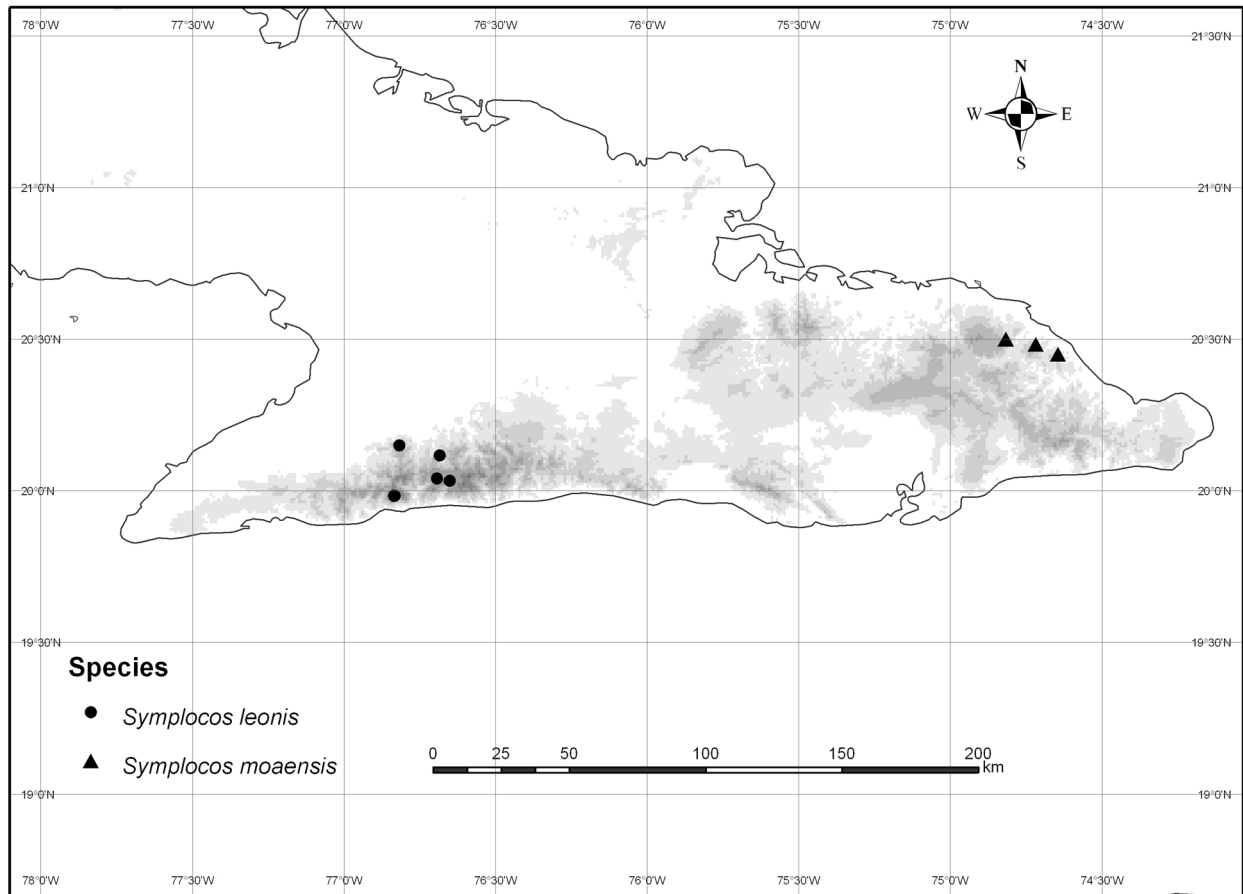 78°0'W 77°30'W 77°0'W 76°30'W 76°0'W 75°30'W 75°0'W 74°30'W
21°30'N 21°30'N
N
W E
S
21°0'N 21°0'N
20°30'N 20°30'N
20°0'N 20°0'N
19°30'N 19°30'N
Species
Symplocos leonis
Symplocos moaensis
0 25 50 100 150 200
km
19°0'N 19°0'N
78°0'W 77°30'W 77°0'W 76°30'W 76°0'W 75°30'W 75°0'W 74°30'W